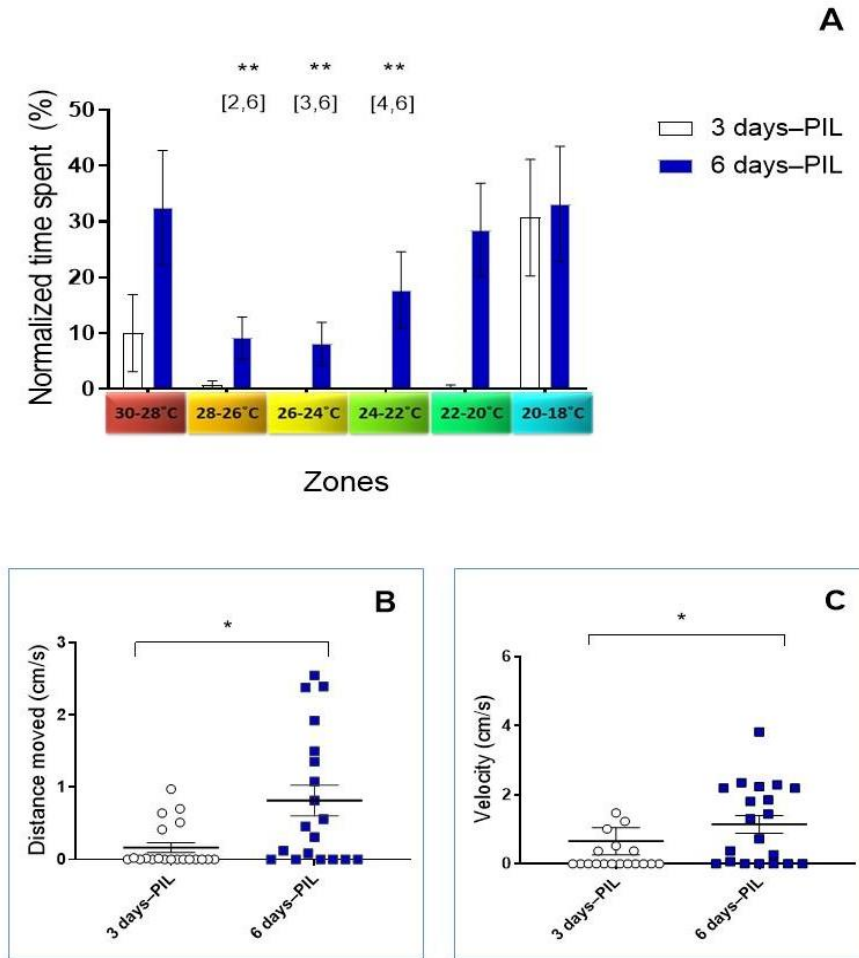 A
** ** **
[2,6] [3,6] [4,6]
Normalized time spent (%)
50
40
30
20
10
0
3 days–PIL
6 days–PIL
30-28°C 28-26°C 26-24°C 24-22°C 22-20°C 20-18°C
Zones
B
*
Distance moved (cm/s)
3
2
1
0
3 days–PIL 6 days–PIL
C
*
Velocity (cm/s)
6
4
2
0
3 days–PIL 6 days–PIL